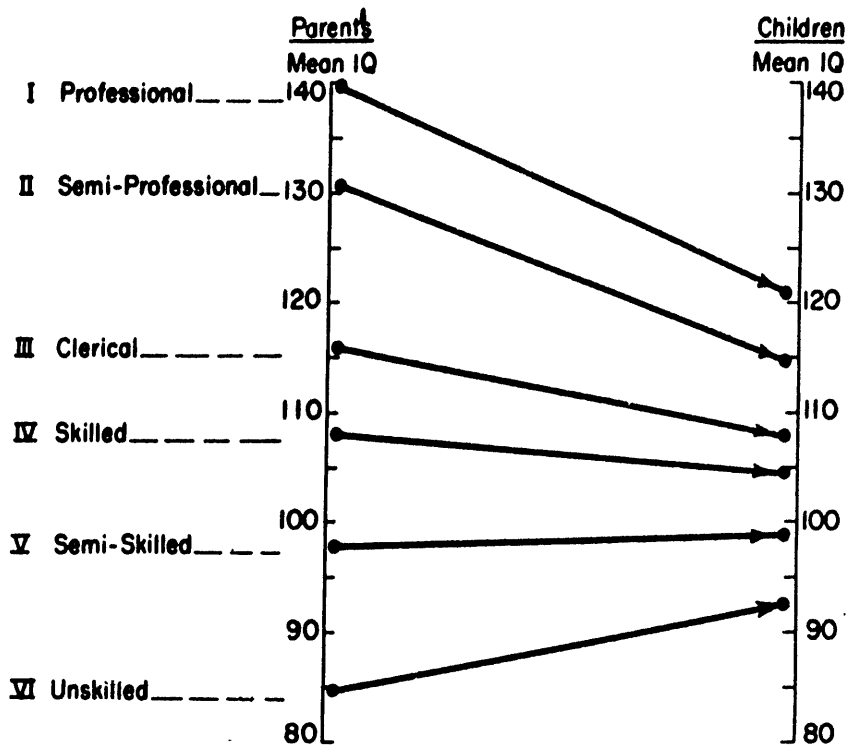 Parents Children
Mean IQ Mean IQ
I Professional 140 140
II Semi-Professional 130 130
120 120
III Clerical
110 110
IV Skilled
100 100
V Semi-Skilled
90 90
VI Unskilled
80 80